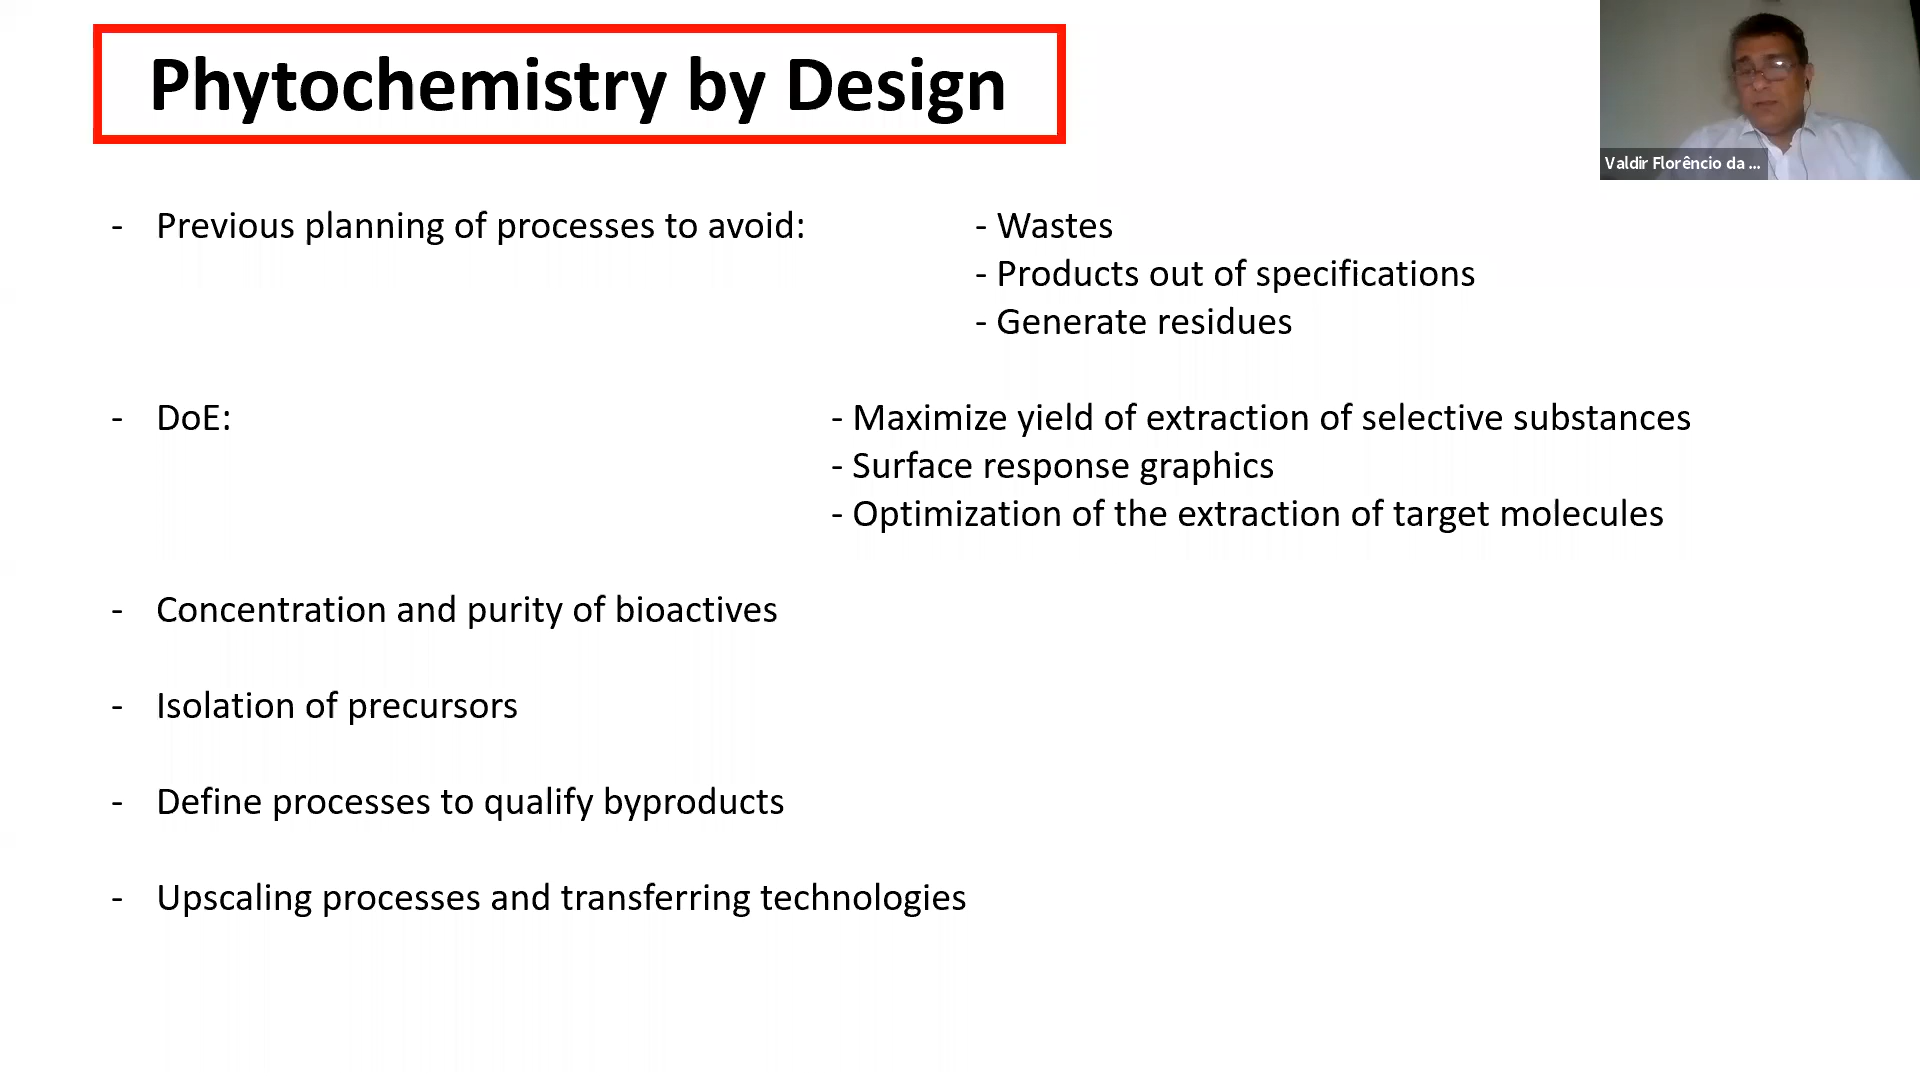 Phytochemistry by Design
Valdir Florêncio da ...
- Previous planning of processes to avoid: - Wastes
- Products out of specifications
- Generate residues
- DoE: - Maximize yield of extraction of selective substances
- Surface response graphics
- Optimization of the extraction of target molecules
- Concentration and purity of bioactives
- Isolation of precursors
- Define processes to qualify byproducts
- Upscaling processes and transferring technologies